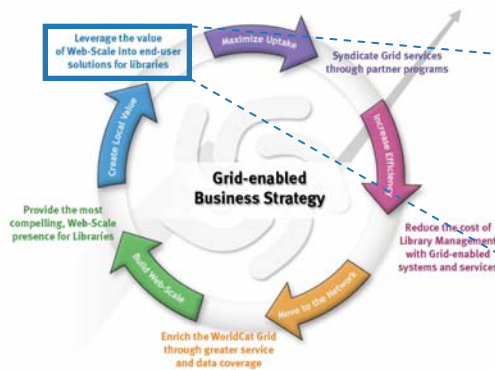 Leverage the value
of Web-Scale into end-user
solutions for libraries
Maximize Uptake
Syndicate Grid services
through partner programs
Increase Efficiency
Reduce the cost of
Library Management
with Grid-enabled
systems and services
Move to the Network
Enrich the WorldCat Grid
through greater service
and data coverage
Build Web-Scale
Provide the most
compelling, Web-Scale
presence for Libraries
Create Local Value
Grid-enabled
Business Strategy